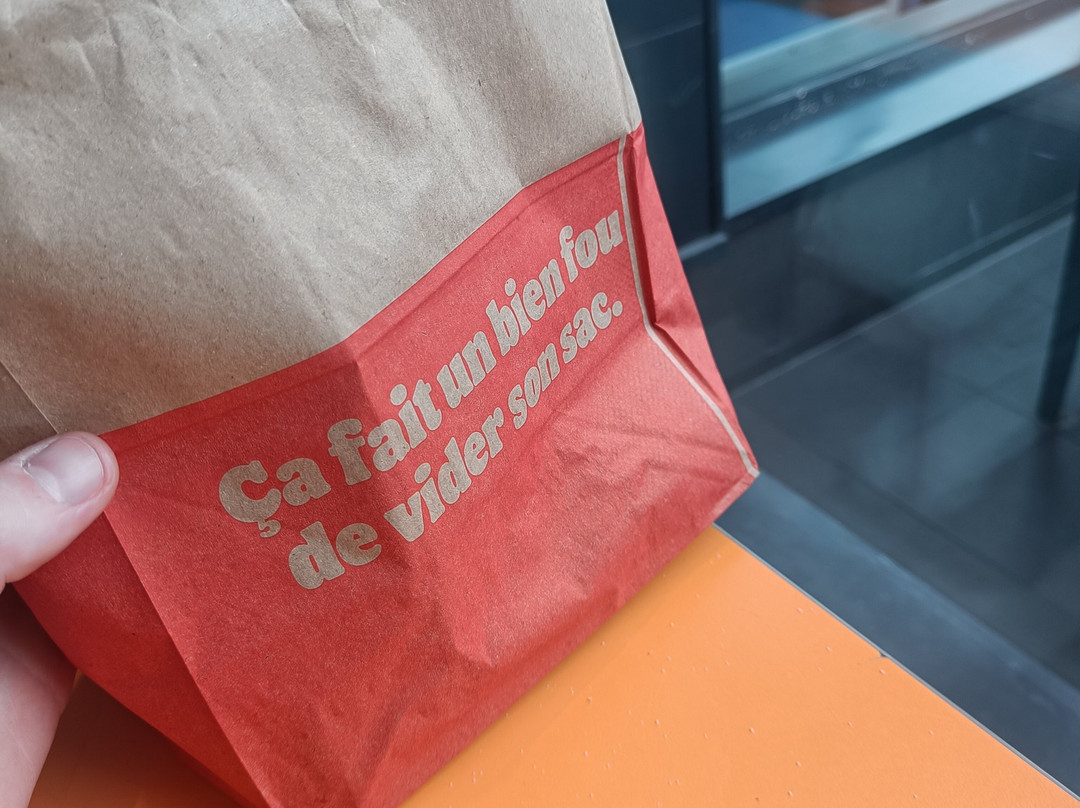 Ça fait un bien fou
de vider son sac.